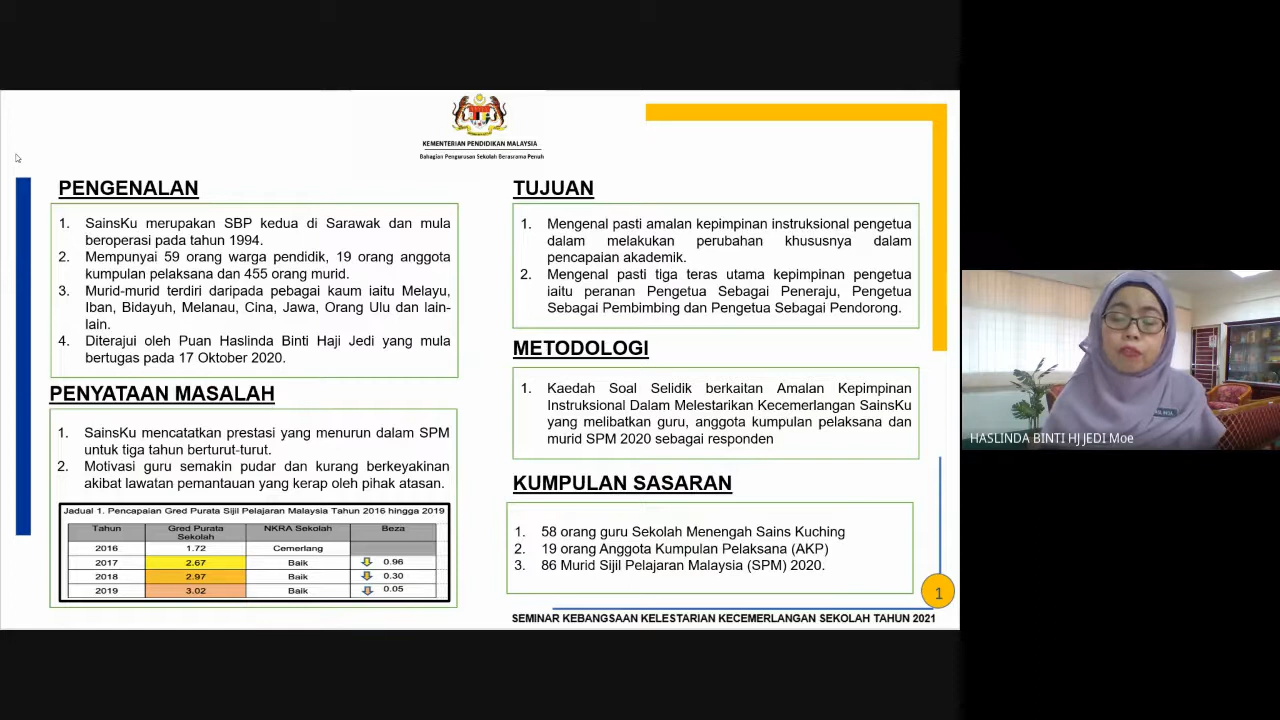 KEMENTERIAN PENDIDIKAN MALAYSIA
Bahagian Pengurusan Sekolah Berasrama Penuh
PENGENALAN
1. SainsKu merupakan SBP kedua di Sarawak dan mula
beroperasi pada tahun 1994.
2. Mempunyai 59 orang warga pendidik, 19 orang anggota
kumpulan pelaksana dan 455 orang murid.
3. Murid-murid terdiri daripada pebagai kaum iaitu Melayu,
Iban, Bidayuh, Melanau, Cina, Jawa, Orang Ulu dan lain-
lain.
4. Diterajui oleh Puan Haslinda Binti Haji Jedi yang mula
bertugas pada 17 Oktober 2020.
PENYATAAN MASALAH
1. SainsKu mencatatkan prestasi yang menurun dalam SPM
untuk tiga tahun berturut-turut.
2. Motivasi guru semakin pudar dan kurang berkeyakinan
akibat lawatan pemantauan yang kerap oleh pihak atasan.
Jadual 1. Pencapaian Gred Purata Sijil Pelajaran Malaysia Tahun 2016 hingga 2019
Tahun Gred Purata Sekolah NKRA Sekolah Beza
2016 1.72 Cemerlang
2017 2.67 Baik 0.96
2018 2.97 Baik 0.30
2019 3.02 Baik 0.05
TUJUAN
1. Mengenal pasti amalan kepimpinan instruksional pengetua
dalam melakukan perubahan khususnya dalam
pencapaian akademik.
2. Mengenal pasti tiga teras utama kepimpinan pengetua
iaitu peranan Pengetua Sebagai Peneraju, Pengetua
Sebagai Pembimbing dan Pengetua Sebagai Pendorong.
METODOLOGI
1. Kaedah Soal Selidik berkaitan Amalan Kepimpinan
Instruksional Dalam Melestarikan Kecemerlangan SainsKu
yang melibatkan guru, anggota kumpulan pelaksana dan
murid SPM 2020 sebagai responden
KUMPULAN SASARAN
1. 58 orang guru Sekolah Menengah Sains Kuching
2. 19 orang Anggota Kumpulan Pelaksana (AKP)
3. 86 Murid Sijil Pelajaran Malaysia (SPM) 2020.
1
SEMINAR KEBANGSAAN KELESTARIAN KECEMERLANGAN SEKOLAH TAHUN 2021
HASLINDA BINTI HJ JEDI Moe